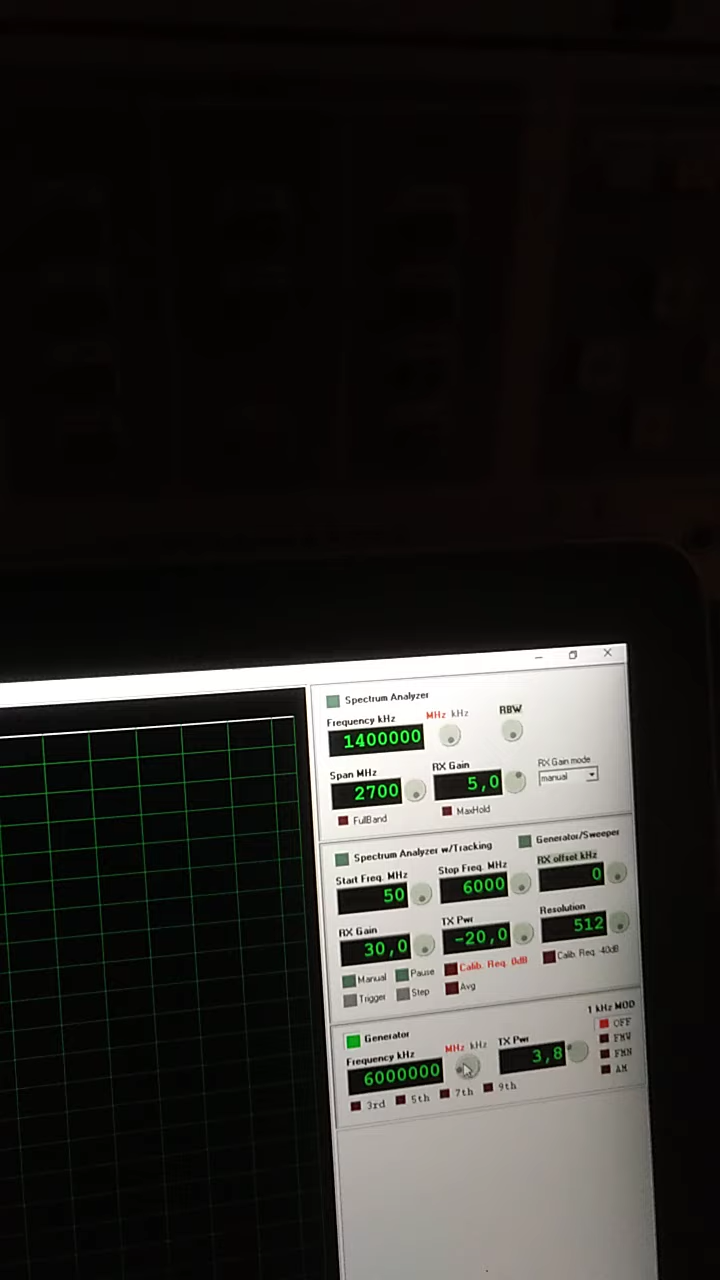 Spectrum Analyzer
Frequency kHz MHz kHz RBW
1400000
Span MHz RX Gain RX Gain mode
2700 5,0 manual
FullBand MaxHold
Spectrum Analyzer w/Tracking Generator/Sweeper
Start Freq. MHz Stop Freq. MHz RX offset kHz
50 6000 0
RX Gain TX Pwr Resolution
30,0 -20,0 512
Manual Pause Calib. Req. 0dB Calib. Req. -40dB
Trigger Step Avg
Generator 1 kHz MOD
Frequency kHz MHz kHz TX Pwr OFF
6000000 3,8 FMW
FMN
3rd 5th 7th 9th AM